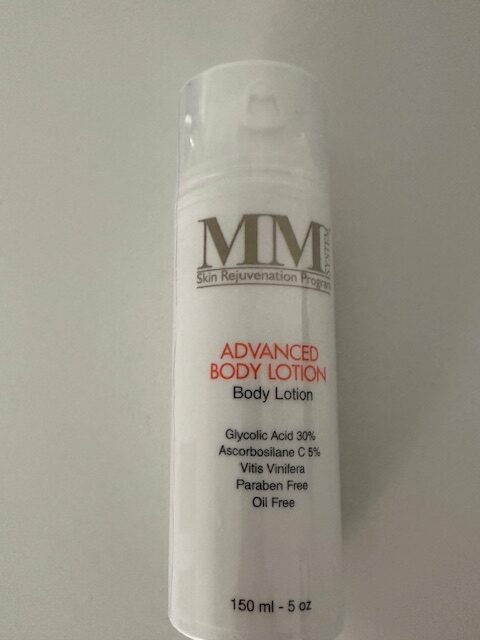 MM
SYSTEM
Skin Rejuvenation Program
ADVANCED
BODY LOTION
Body Lotion
Glycolic Acid 30%
Ascorbosilane C 5%
Vitis Vinifera
Paraben Free
Oil Free
150 ml - 5 oz